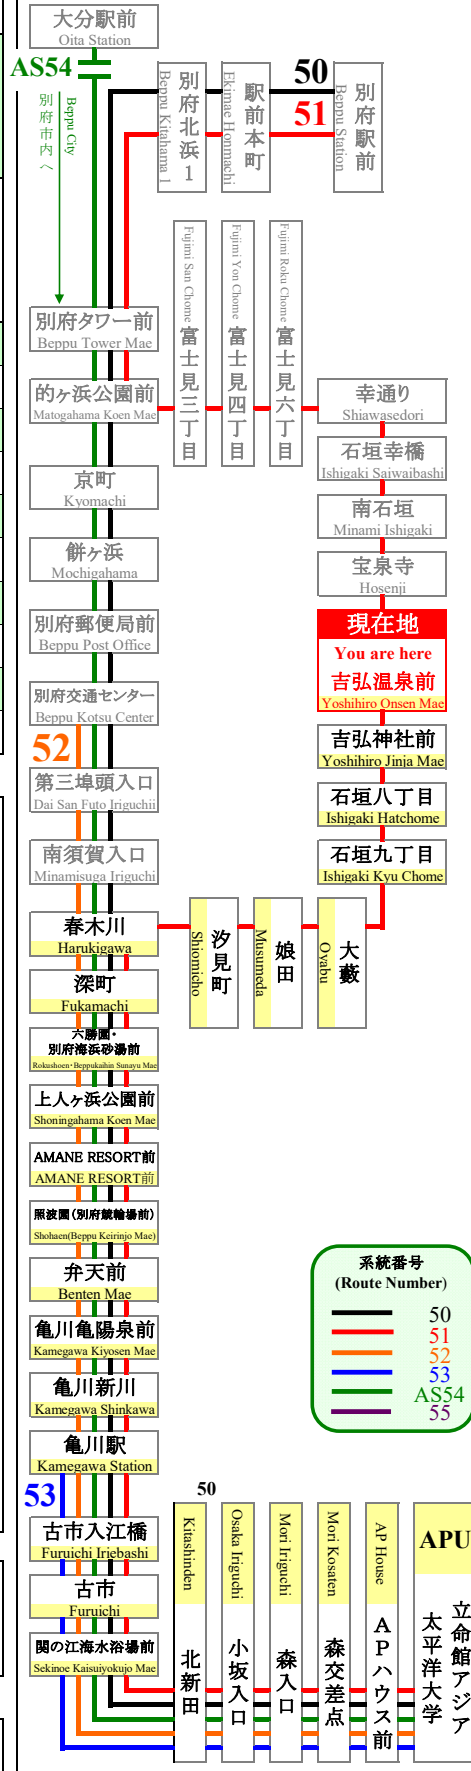 大分駅前
Oita Station
AS54
Beppu City
別府市内へ
別府北浜1
Beppu Kitahama 1
駅前本町
Ekimae Honmachi
50
51
別府駅前
Beppu Station
別府タワー前
Beppu Tower Mae
的ヶ浜公園前
Matogahama Koen Mae
富士見三丁目
Fujimi San Chome
富士見四丁目
Fujimi Yon Chome
富士見六丁目
Fujimi Roku Chome
幸通り
Shiawasedori
石垣幸橋
Ishigaki Saiwaibashi
南石垣
Minami Ishigaki
宝泉寺
Hosenji
現在地
You are here
吉弘温泉前
Yoshihiro Onsen Mae
吉弘神社前
Yoshihiro Jinja Mae
石垣八丁目
Ishigaki Hatchome
石垣九丁目
Ishigaki Kyu Chome
京町
Kyomachi
餅ヶ浜
Mochigahama
別府郵便局前
Beppu Post Office
別府交通センター
Beppu Kotsu Center
52
第三埠頭入口
Dai San Futo Iriguchii
南須賀入口
Minamisuga Iriguchi
春木川
Harukigawa
汐見町
Shiomicho
娘田
Musumeda
大藪
Oyabu
深町
Fukamachi
六勝園・
別府海浜砂湯前
Rokushoen・Beppukaihin Sunayu Mae
上人ヶ浜公園前
Shoningahama Koen Mae
AMANE RESORT前
AMANE RESORT前
照波園(別府競輪場前)
Shohaen(Beppu Keirinjo Mae)
弁天前
Benten Mae
亀川亀陽泉前
Kamegawa Kiyosen Mae
亀川新川
Kamegawa Shinkawa
亀川駅
Kamegawa Station
系統番号
(Route Number)
50
51
52
53
AS54
55
53
古市入江橋
Furuichi Iriebashi
古市
Furuichi
関の江海水浴場前
Sekinoe Kaisuiyokujo Mae
50
Kitashinden
北新田
Osaka Iriguchi
小坂入口
Mori Iriguchi
森入口
Mori Kosaten
森交差点
AP House
APハウス前
APU
立命館アジア
太平洋大学